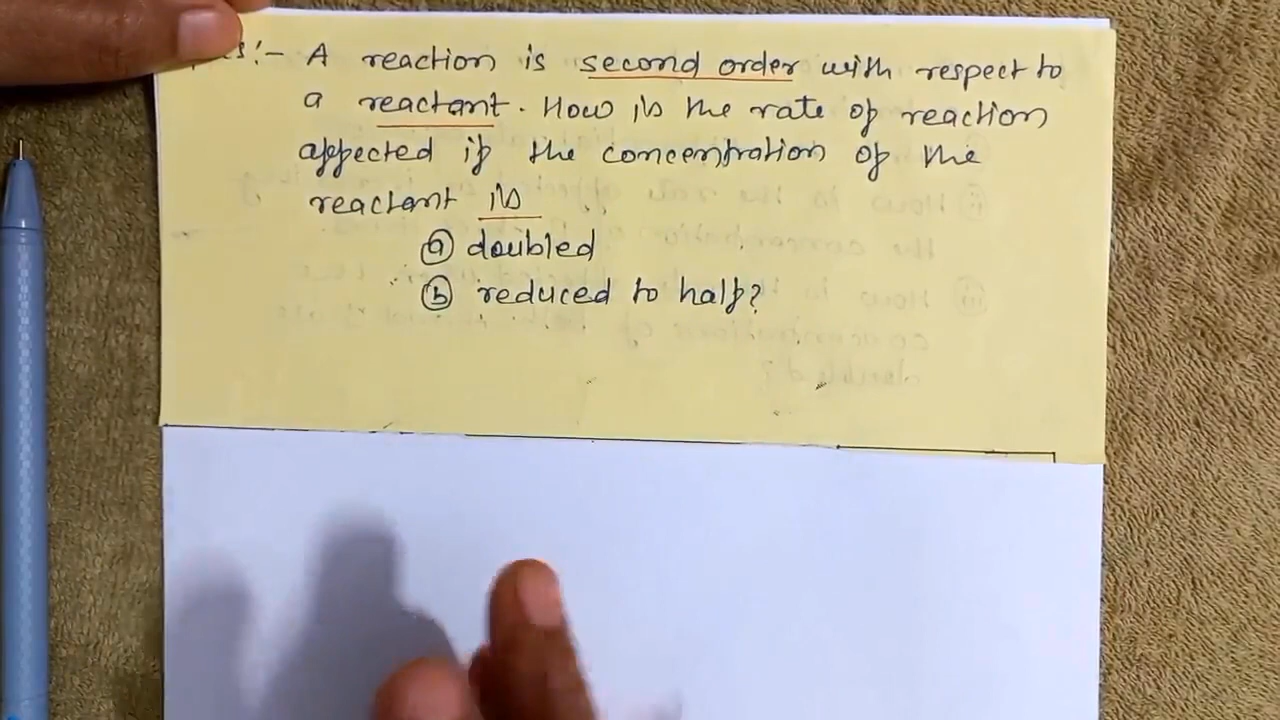 :- A reaction is second order with respect to
a reactant. How is the rate of reaction
affected if the concentration of the
reactant is
(a) doubled
(b) reduced to half?